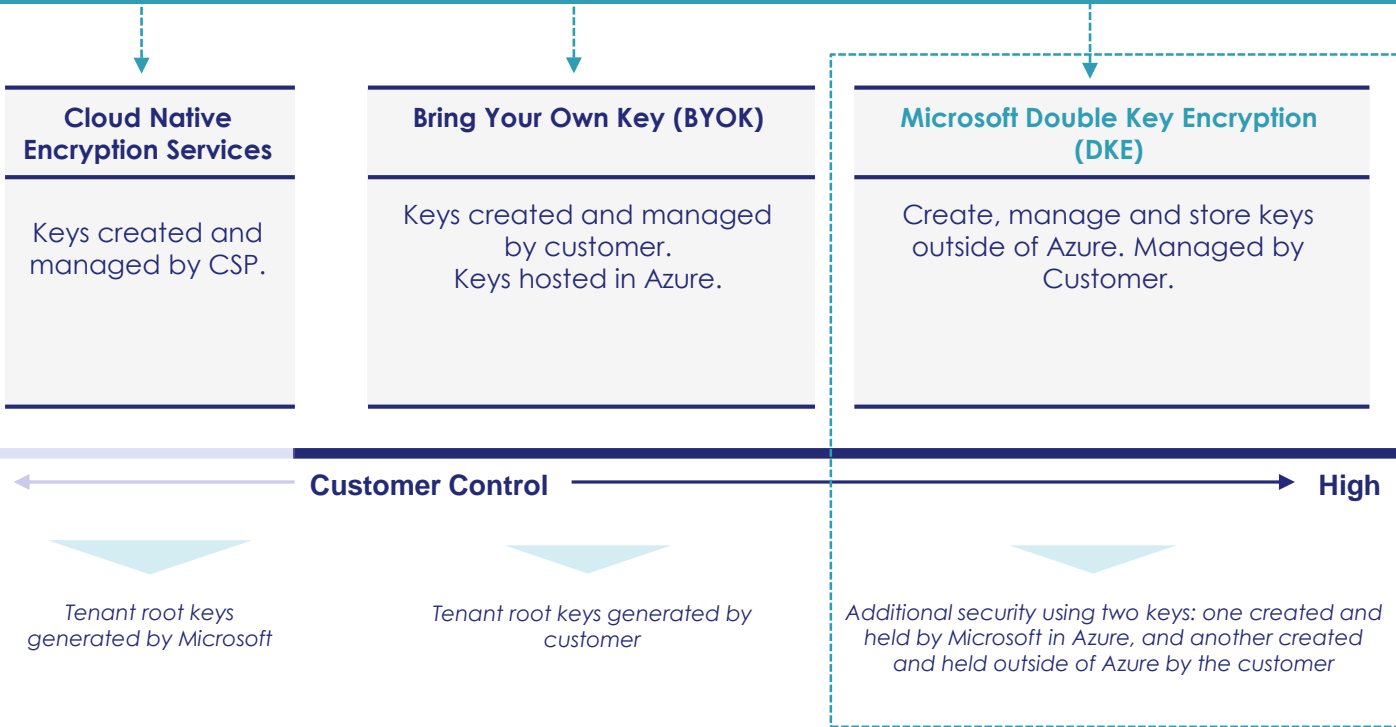 Cloud Native
Encryption Services
Keys created and
managed by CSP.
Bring Your Own Key (BYOK)
Keys created and managed
by customer.
Keys hosted in Azure.
Microsoft Double Key Encryption
(DKE)
Create, manage and store keys
outside of Azure. Managed by
Customer.
Customer Control
High
Tenant root keys
generated by Microsoft
Tenant root keys generated by
customer
Additional security using two keys: one created and
held by Microsoft in Azure, and another created
and held outside of Azure by the customer